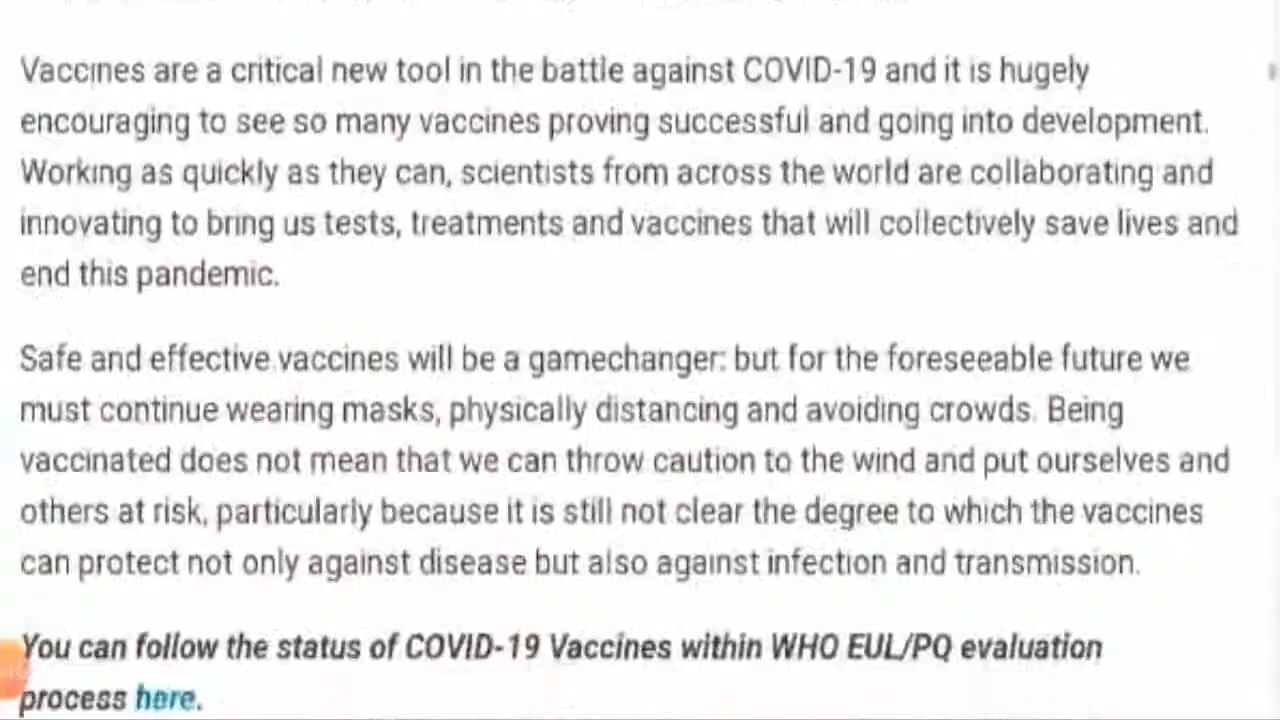 Vaccines are a critical new tool in the battle against COVID-19 and it is hugely
encouraging to see so many vaccines proving successful and going into development.
Working as quickly as they can, scientists from across the world are collaborating and
innovating to bring us tests, treatments and vaccines that will collectively save lives and
end this pandemic.
Safe and effective vaccines will be a gamechanger: but for the foreseeable future we
must continue wearing masks, physically distancing and avoiding crowds. Being
vaccinated does not mean that we can throw caution to the wind and put ourselves and
others at risk, particularly because it is still not clear the degree to which the vaccines
can protect not only against disease but also against infection and transmission.
You can follow the status of COVID-19 Vaccines within WHO EUL/PQ evaluation
process here.